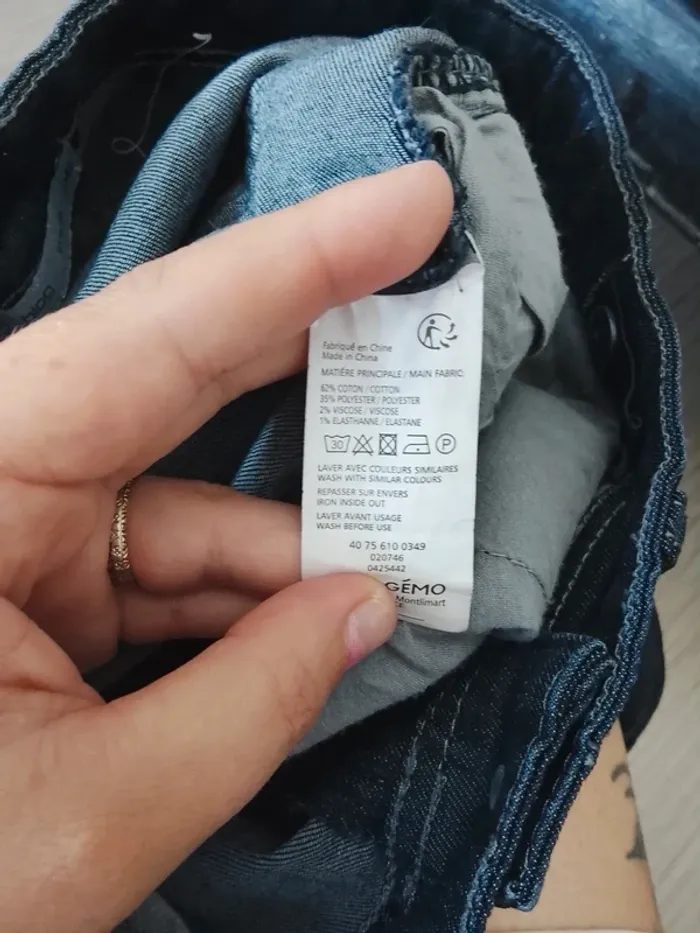 Fabriqué en Chine
Made in China
MATIÉRE PRINCIPALE / MAIN FABRIC:
62% COTON / COTTON
35% POLYESTER / POLYESTER
2% VISCOSE / VISCOSE
1% ELASTHANNE / ELASTANE
30 P
LAVER AVEC COULEURS SIMILAIRES
WASH WITH SIMILAR COLOURS
REPASSER SUR ENVERS
IRON INSIDE OUT
LAVER AVANT USAGE
WASH BEFORE USE
40 75 610 0349
020746
0425442
GÉMO
Montlimart